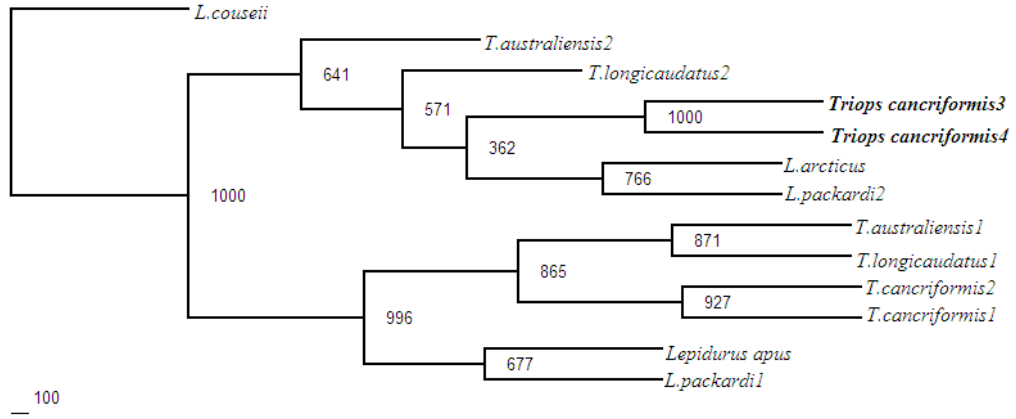 L.couseii
T.australiensis2
641
T.longicaudatus2
571
Triops cancriformis3
1000
Triops cancriformis4
362
L.arcticus
766
L.packardi2
1000
T.australiensis1
871
T.longicaudatus1
865
T.cancriformis2
927
T.cancriformis1
996
Lepidurus apus
677
L.packardi1
100